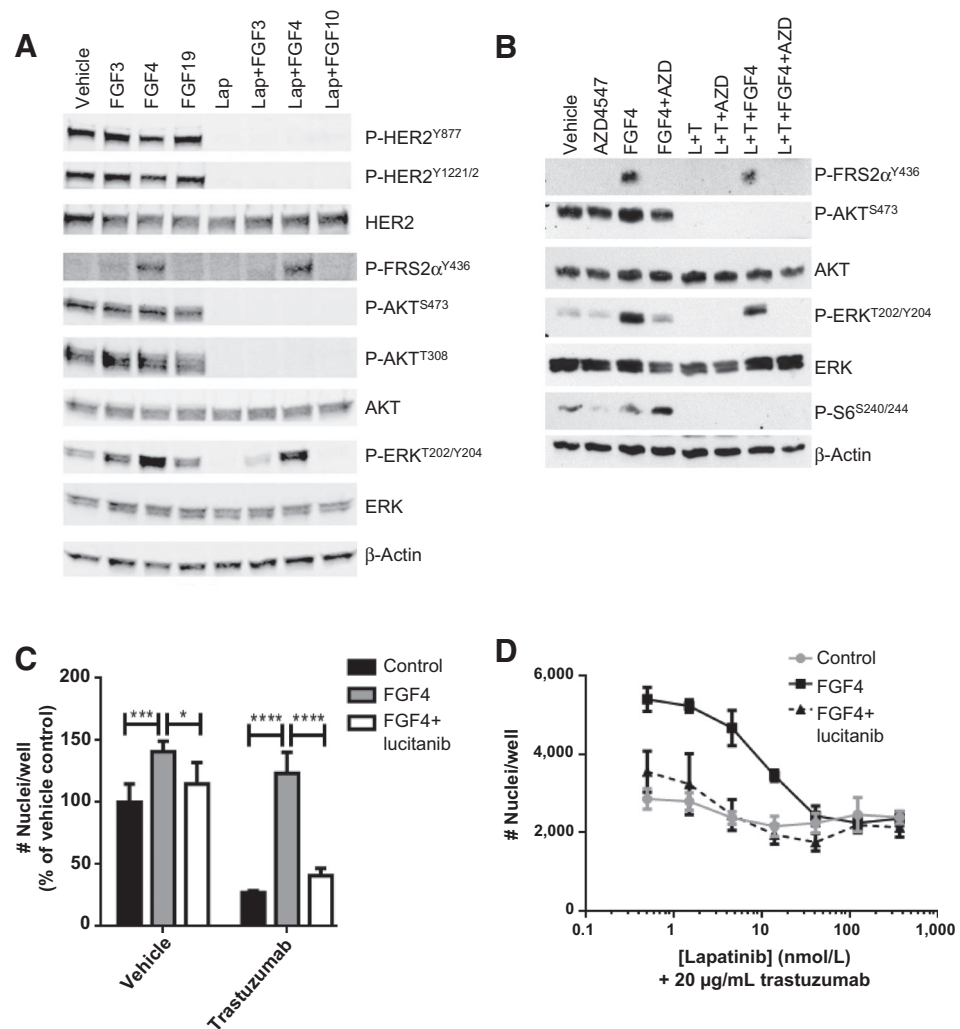 A
Vehicle
FGF3
FGF4
FGF19
Lap
Lap+FGF3
Lap+FGF4
Lap+FGF10
P-HER2Y877
P-HER2Y1221/2
HER2
P-FRS2αY436
P-AKTS473
P-AKTT308
AKT
P-ERKT202/Y204
ERK
β-Actin
B
Vehicle
AZD4547
FGF4
FGF4+AZD
L+T
L+T+AZD
L+T+FGF4
L+T+FGF4+AZD
P-FRS2αY436
P-AKTS473
AKT
P-ERKT202/Y204
ERK
P-S6S240/244
β-Actin
C
# Nuclei/well
(% of vehicle control)
200
150
100
50
0
*** *
**** ****
Vehicle
Trastuzumab
Control
FGF4
FGF4+
lucitanib
D
# Nuclei/well
6,000
4,000
2,000
0
0.1 1 10 100 1,000
[Lapatinib] (nmol/L)
+ 20 µg/mL trastuzumab
Control
FGF4
FGF4+
lucitanib